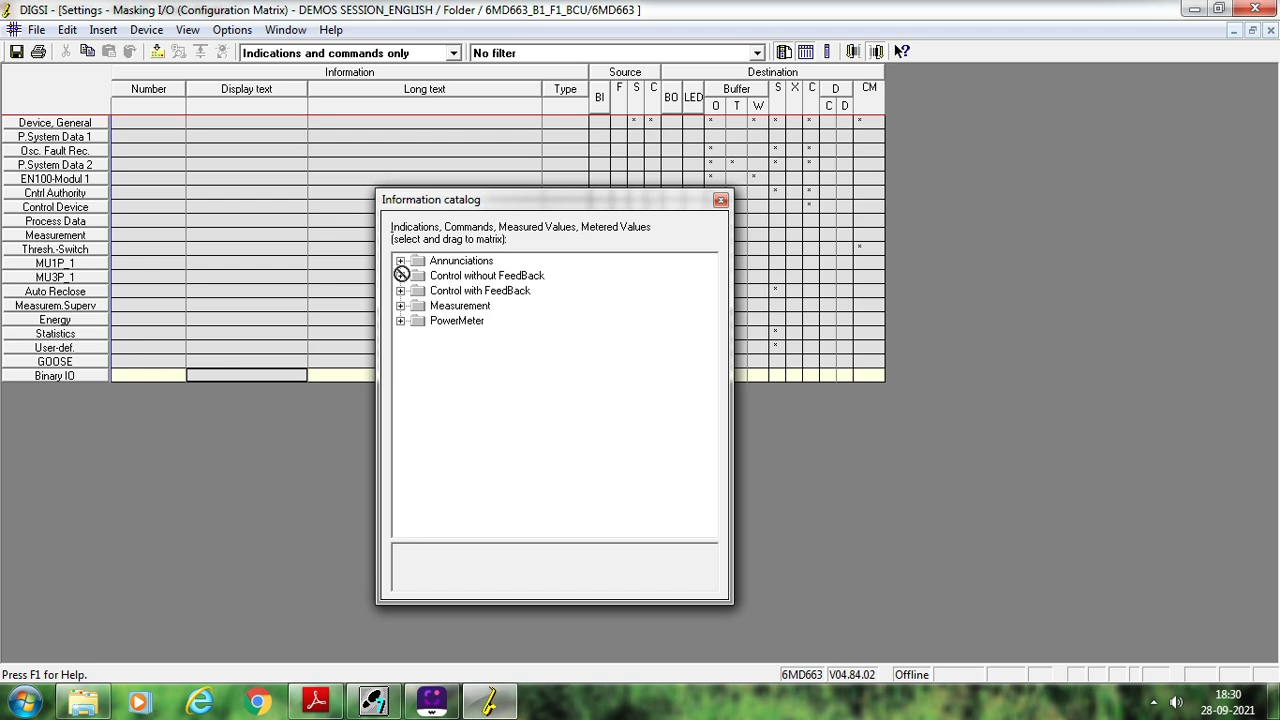 DIGSI - [Settings - Masking I/O (Configuration Matrix) - DEMOS SESSION_ENGLISH / Folder / 6MD663_B1_F1_BCU/6MD663 ]
File Edit Insert Device View Options Window Help
Indications and commands only No filter
Information Source Destination
Number Display text Long text Type BI F S C BO LED Buffer S X C D CM
O T W C D
Device, General * * * * * * *
P.System Data 1
Osc. Fault Rec. * * *
P.System Data 2 * * * *
EN100-Modul 1 * *
Cntrl Authority * *
Control Device *
Process Data
Measurement
Thresh.-Switch *
MU1P_1
MU3P_1
Auto Reclose *
Measurem.Superv
Energy
Statistics *
User-def. *
GOOSE
Binary IO
Information catalog
Indications, Commands, Measured Values, Metered Values
(select and drag to matrix):
Annunciations
Control without FeedBack
Control with FeedBack
Measurement
PowerMeter
Press F1 for Help. 6MD663 V04.84.02 Offline
18:30
28-09-2021